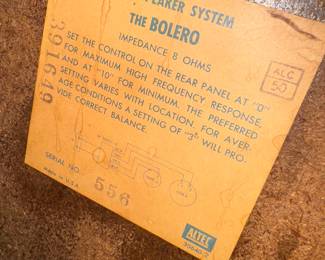 PEAKER SYSTEM
THE BOLERO
IMPEDANCE 8 OHMS
SET THE CONTROL ON THE REAR PANEL AT "0"
FOR MAXIMUM HIGH FREQUENCY RESPONSE,
AND AT "10" FOR MINIMUM. THE PREFERRED
SETTING VARIES WITH LOCATION. FOR AVER-
AGE CONDITIONS A SETTING OF "3" WILL PRO-
VIDE CORRECT BALANCE.
391649
ALC
50
SERIAL NO.
556
MADE IN U.S.A.
ALTEC